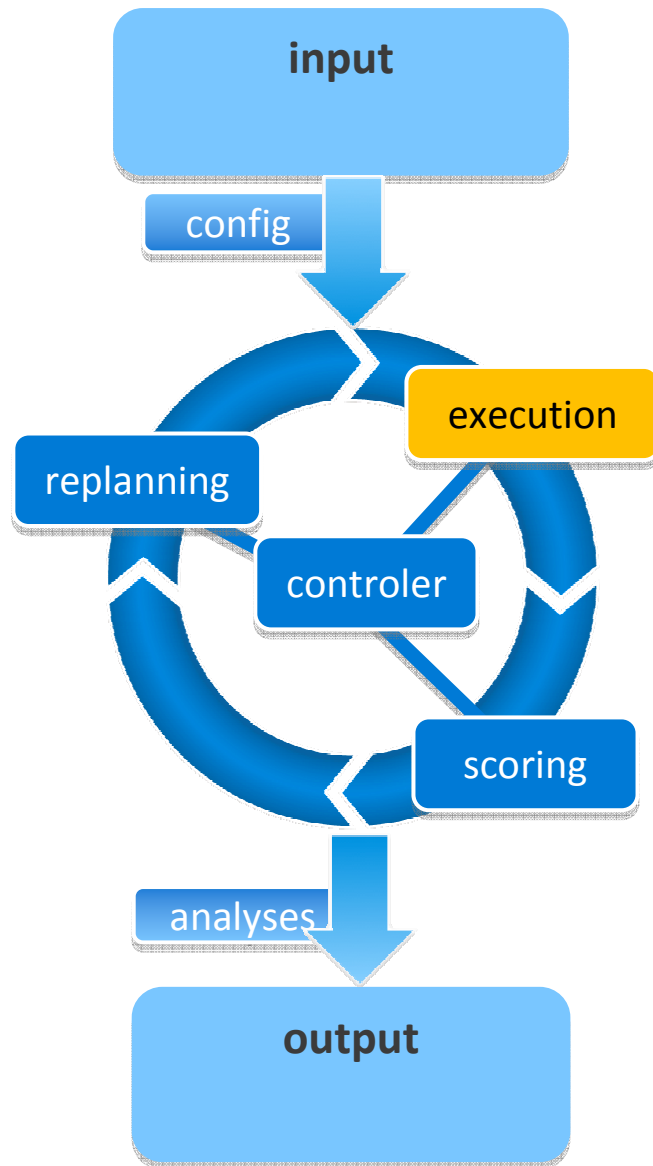 input
config
execution
replanning
controler
scoring
analyses
output